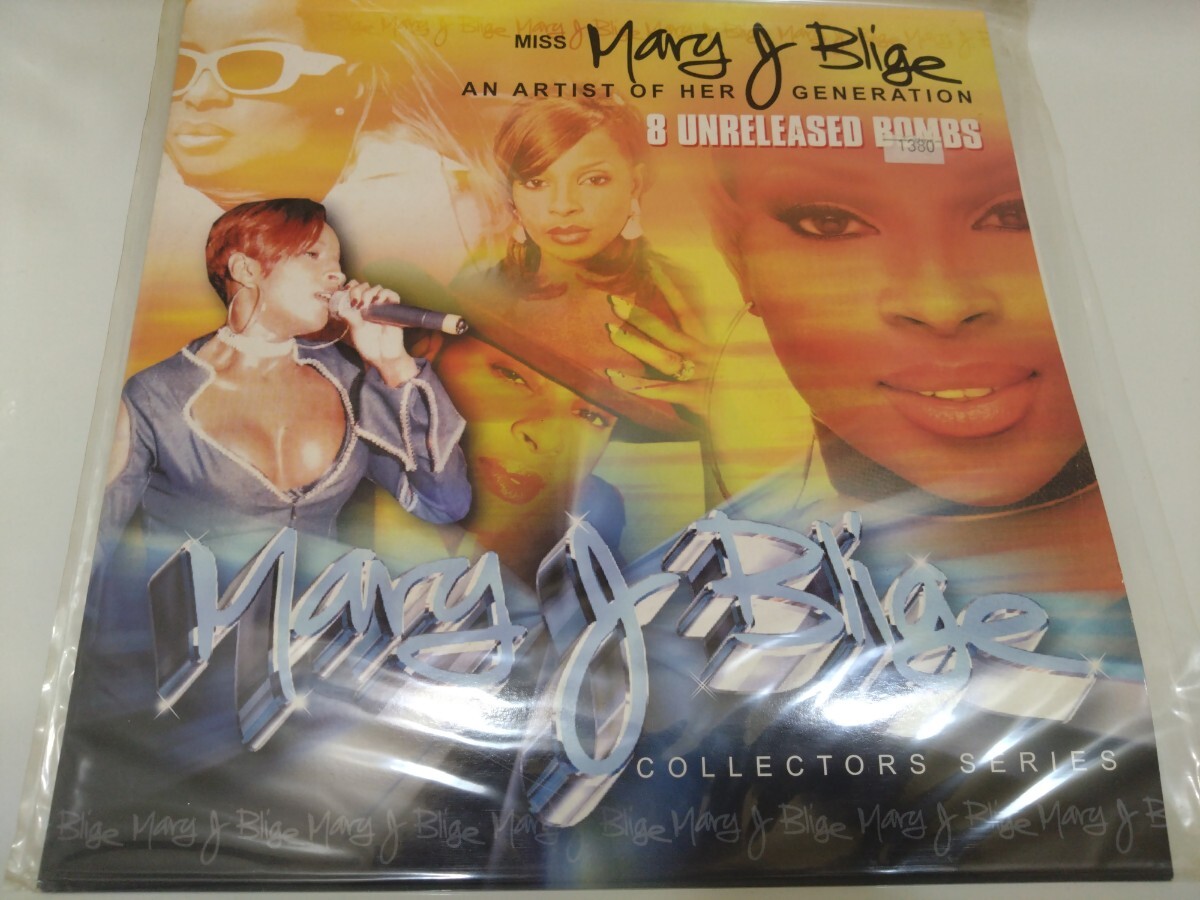 MISS Mary J Blige
AN ARTIST OF HER GENERATION
8 UNRELEASED BOMBS
1380
Mary J Blige
COLLECTORS SERIES
Blige Mary J Blige Mary J Blige Mary J Blige Mary J Blige Mary J B